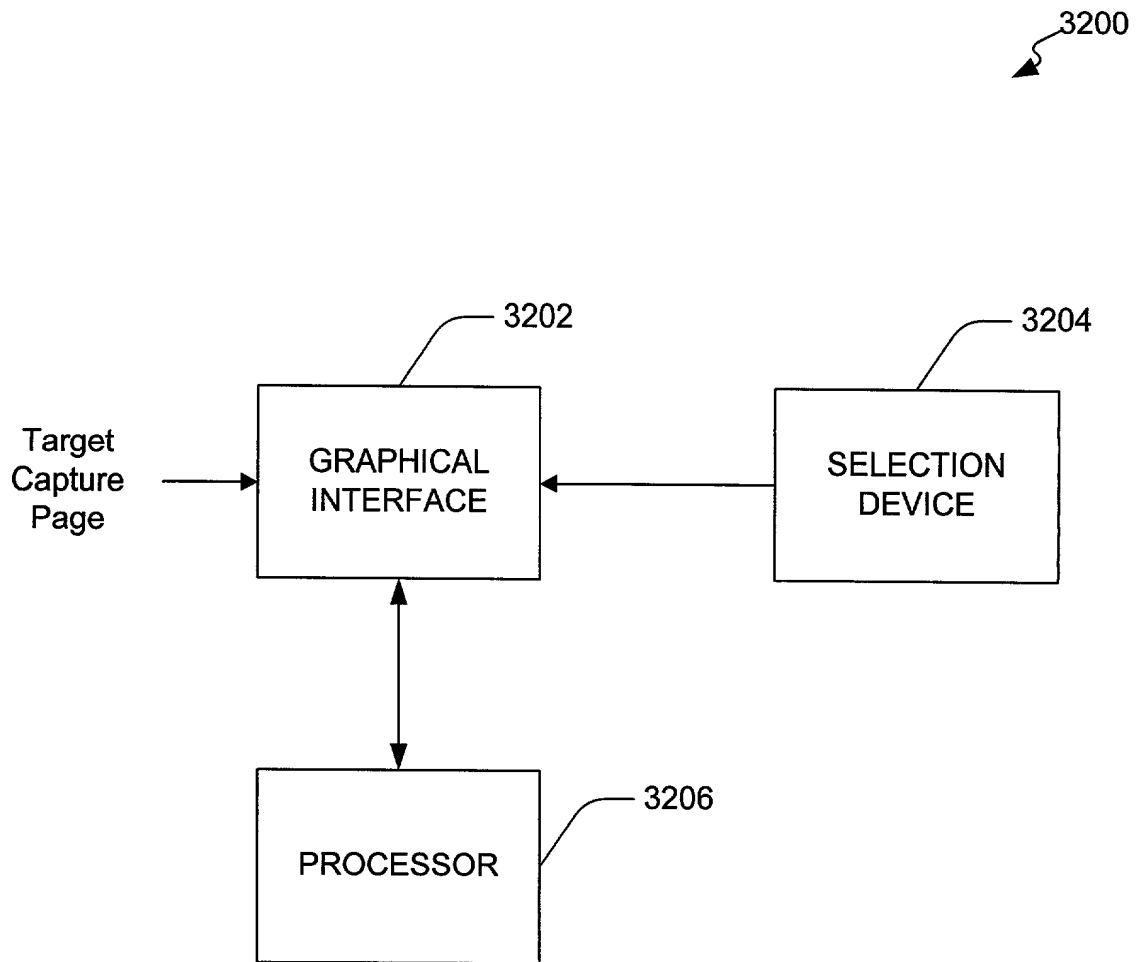 3200
3202
3204
Target
Capture
Page
GRAPHICAL
INTERFACE
SELECTION
DEVICE
3206
PROCESSOR